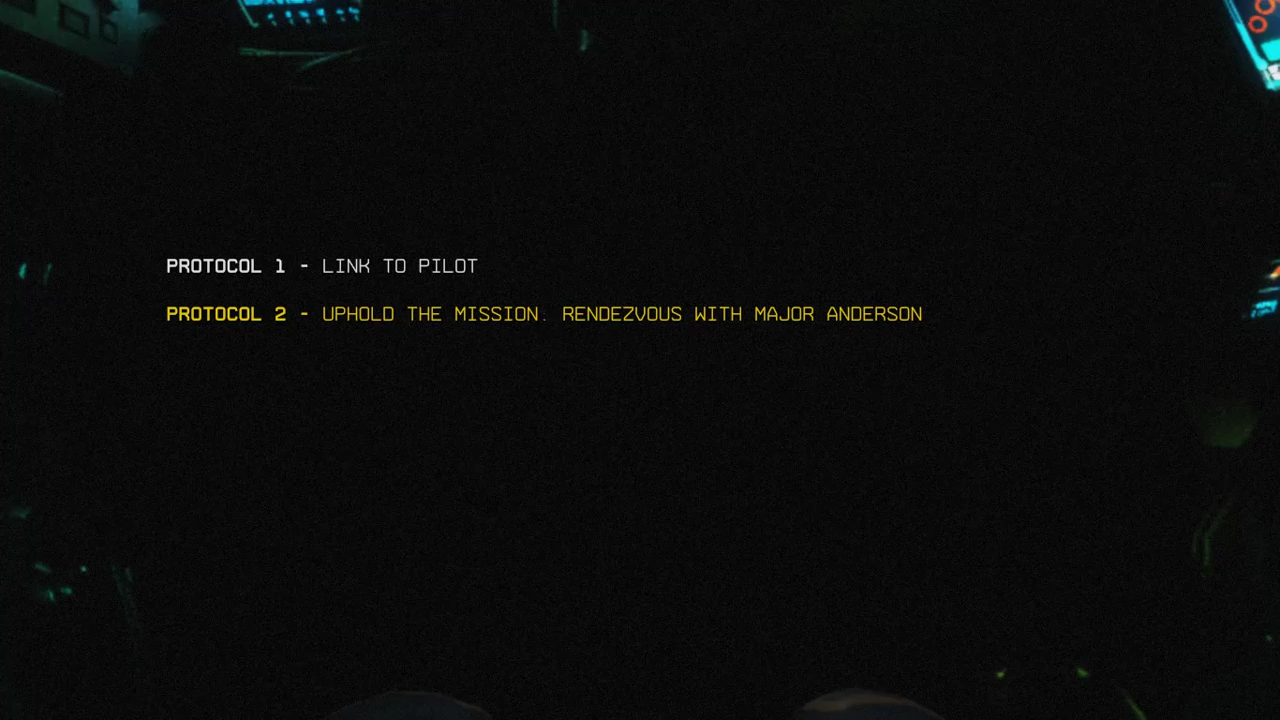 PROTOCOL 1 - LINK TO PILOT
PROTOCOL 2 - UPHOLD THE MISSION. RENDEZVOUS WITH MAJOR ANDERSON